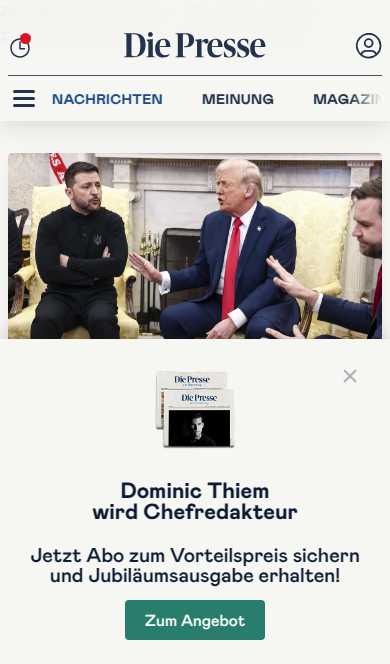 Die Presse
NACHRICHTEN
MEINUNG
MAGAZIN
Die Presse
Die Presse
Dominic Thiem
wird Chefredakteur
Jetzt Abo zum Vorteilspreis sichern
und Jubiläumsausgabe erhalten!
Zum Angebot